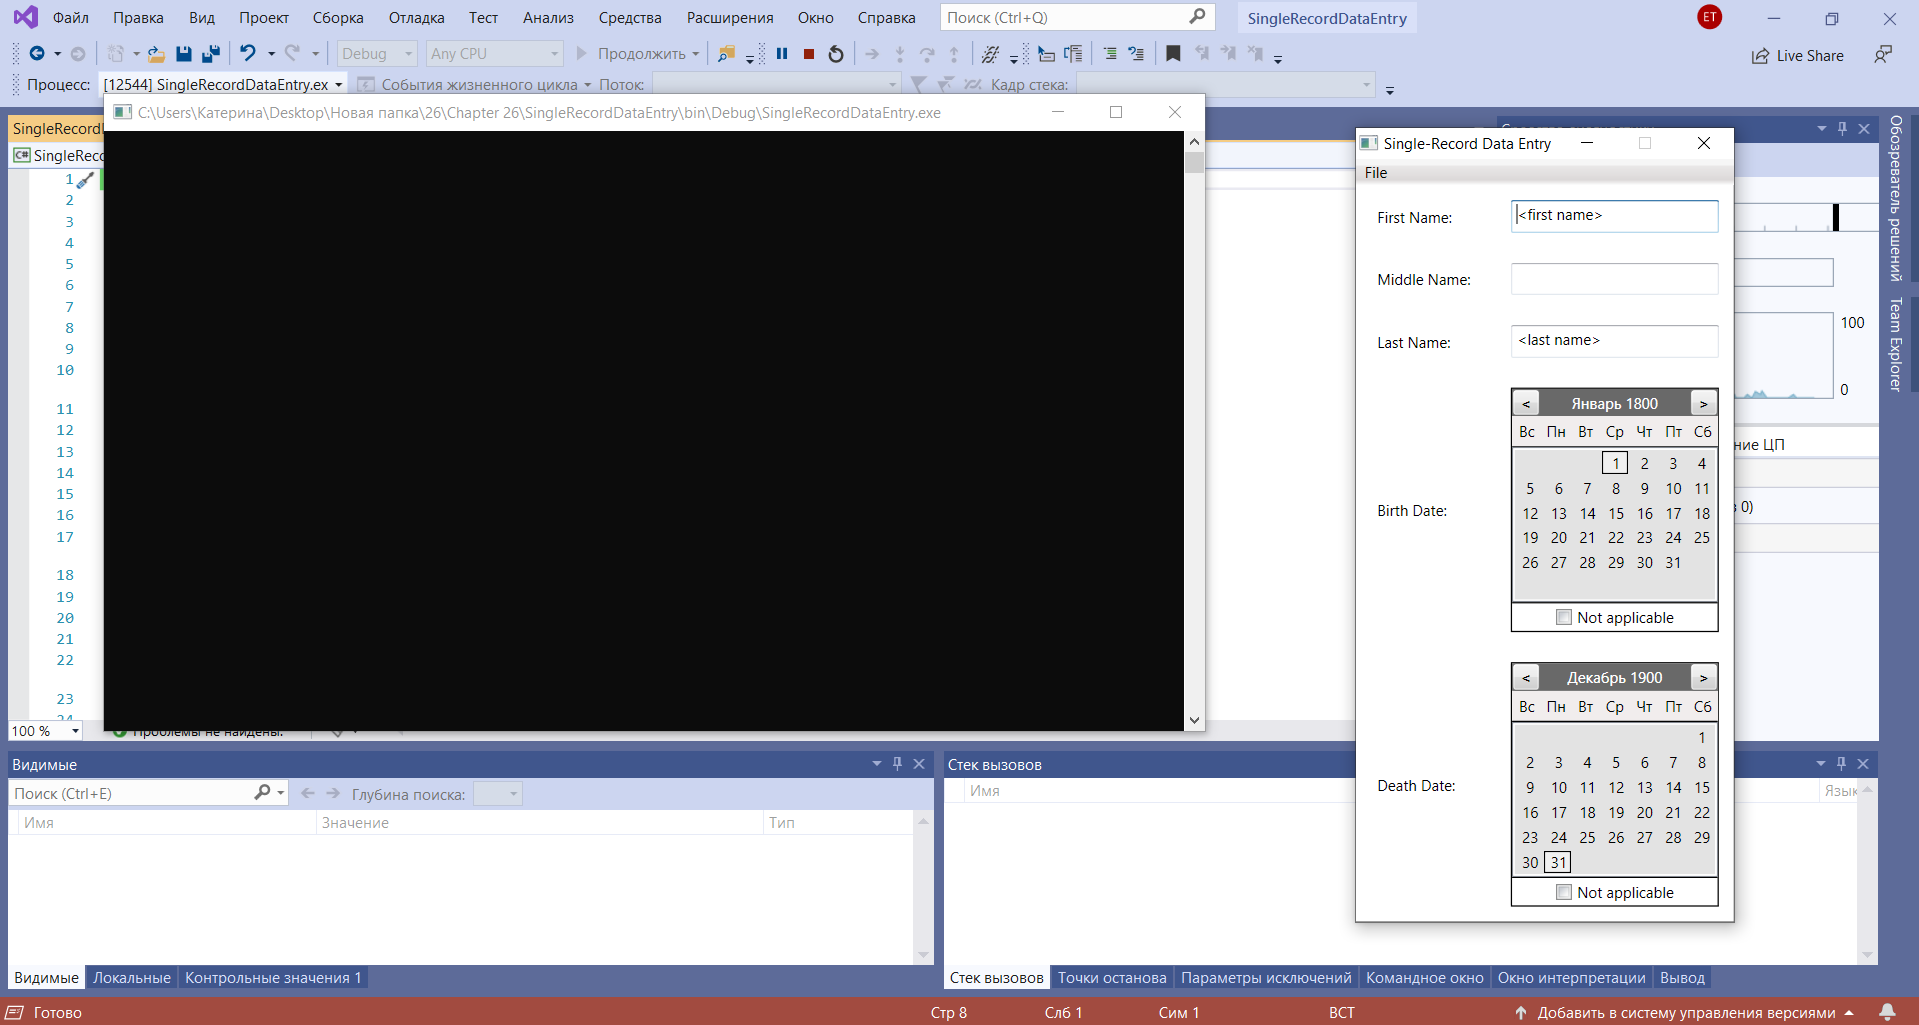 Файл Правка Вид Проект Сборка Отладка Тест Анализ Средства Расширения Окно Справка Поиск (Ctrl+Q) SingleRecordDataEntry ET
Debug Any CPU Продолжить Live Share
Процесс: [12544] SingleRecordDataEntry.ex События жизненного цикла Поток: Кадр стека:
C:\Users\Катерина\Desktop\Новая папка\26\Chapter 26\SingleRecordDataEntry\bin\Debug\SingleRecordDataEntry.exe
SingleRecord
SingleRec
1
2
3
4
5
6
7
8
9
10
11
12
13
14
15
16
17
18
19
20
21
22
23
24
100 %
Проблемы не найдены.
Single-Record Data Entry
File
First Name: <first name>
Middle Name:
Last Name: <last name>
Birth Date:
< Январь 1800 >
Вс Пн Вт Ср Чт Пт Сб
1 2 3 4
5 6 7 8 9 10 11
12 13 14 15 16 17 18
19 20 21 22 23 24 25
26 27 28 29 30 31
Not applicable
Death Date:
< Декабрь 1900 >
Вс Пн Вт Ср Чт Пт Сб
1
2 3 4 5 6 7 8
9 10 11 12 13 14 15
16 17 18 19 20 21 22
23 24 25 26 27 28 29
30 31
Not applicable
100
0
ние ЦП
0)
Обозреватель решений
Team Explorer
Видимые
Поиск (Ctrl+E) Глубина поиска:
Имя Значение Тип
Видимые Локальные Контрольные значения 1
Стек вызовов
Имя Язык
Стек вызовов Точки останова Параметры исключений Командное окно Окно интерпретации Вывод
Готово Стр 8 Слб 1 Сим 1 ВСТ Добавить в систему управления версиями